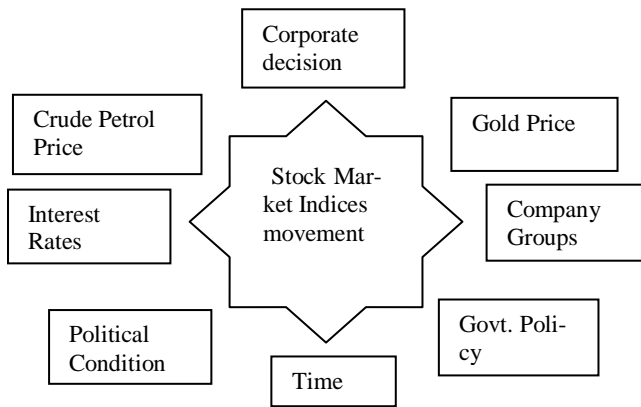 Corporate
decision
Crude Petrol
Price
Gold Price
Stock Mar-
ket Indices
movement
Interest
Rates
Company
Groups
Political
Condition
Govt. Poli-
cy
Time